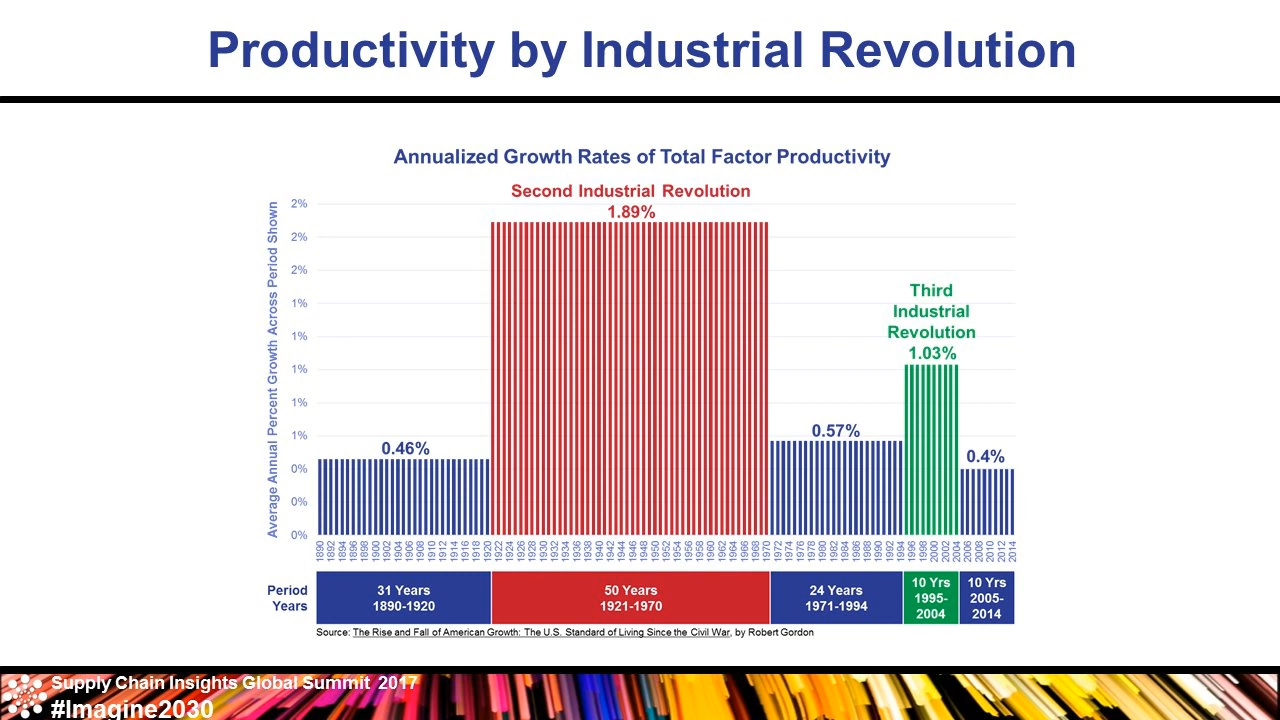 Productivity by Industrial Revolution
Annualized Growth Rates of Total Factor Productivity
Second Industrial Revolution
1.89%
Third
Industrial
Revolution
1.03%
0.46%
0.57%
0.4%
Average Annual Percent Growth Across Period Shown
2%
2%
2%
1%
1%
1%
1%
1%
0%
0%
0%
1890 1892 1894 1896 1898 1900 1902 1904 1906 1908 1910 1912 1914 1916 1918 1920 1922 1924 1926 1928 1930 1932 1934 1936 1938 1940 1942 1944 1946 1948 1950 1952 1954 1956 1958 1960 1962 1964 1966 1968 1970 1972 1974 1976 1978 1980 1982 1984 1986 1988 1990 1992 1994 1996 1998 2000 2002 2004 2006 2008 2010 2012 2014
Period
Years
31 Years
1890-1920
50 Years
1921-1970
24 Years
1971-1994
10 Yrs
1995-
2004
10 Yrs
2005-
2014
Source: The Rise and Fall of American Growth: The U.S. Standard of Living Since the Civil War, by Robert Gordon
Supply Chain Insights Global Summit 2017
#Imagine2030